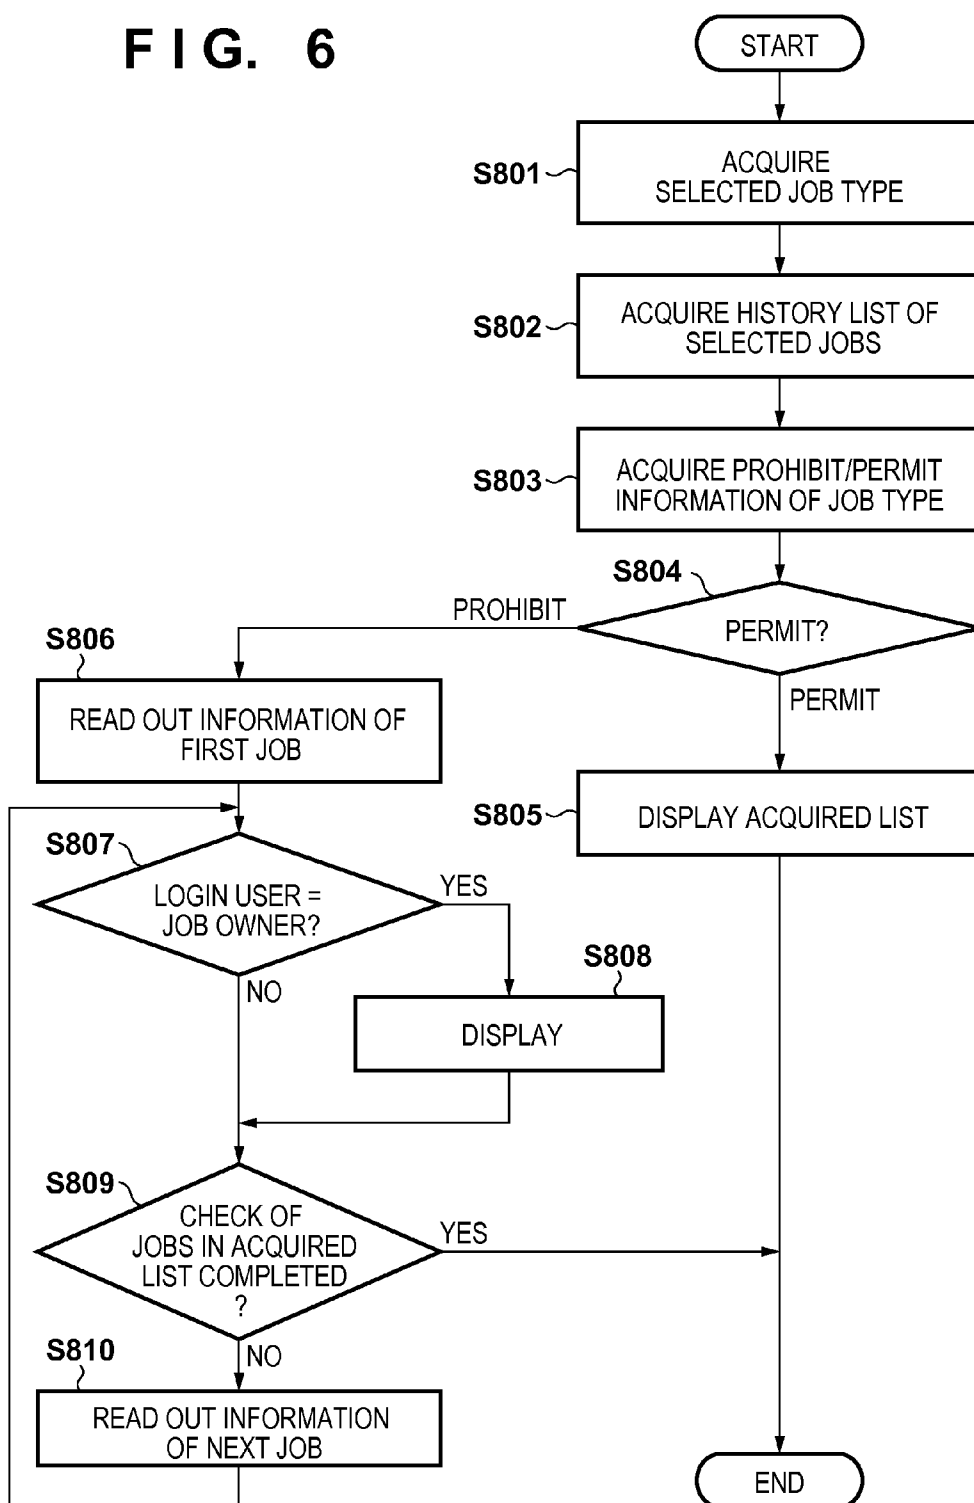 FIG. 6
START
S801
ACQUIRE
SELECTED JOB TYPE
S802
ACQUIRE HISTORY LIST OF
SELECTED JOBS
S803
ACQUIRE PROHIBIT/PERMIT
INFORMATION OF JOB TYPE
S804
PERMIT?
PROHIBIT
PERMIT
S806
READ OUT INFORMATION OF
FIRST JOB
S805
DISPLAY ACQUIRED LIST
S807
LOGIN USER =
JOB OWNER?
YES
NO
S808
DISPLAY
S809
CHECK OF
JOBS IN ACQUIRED
LIST COMPLETED
?
YES
NO
S810
READ OUT INFORMATION
OF NEXT JOB
END